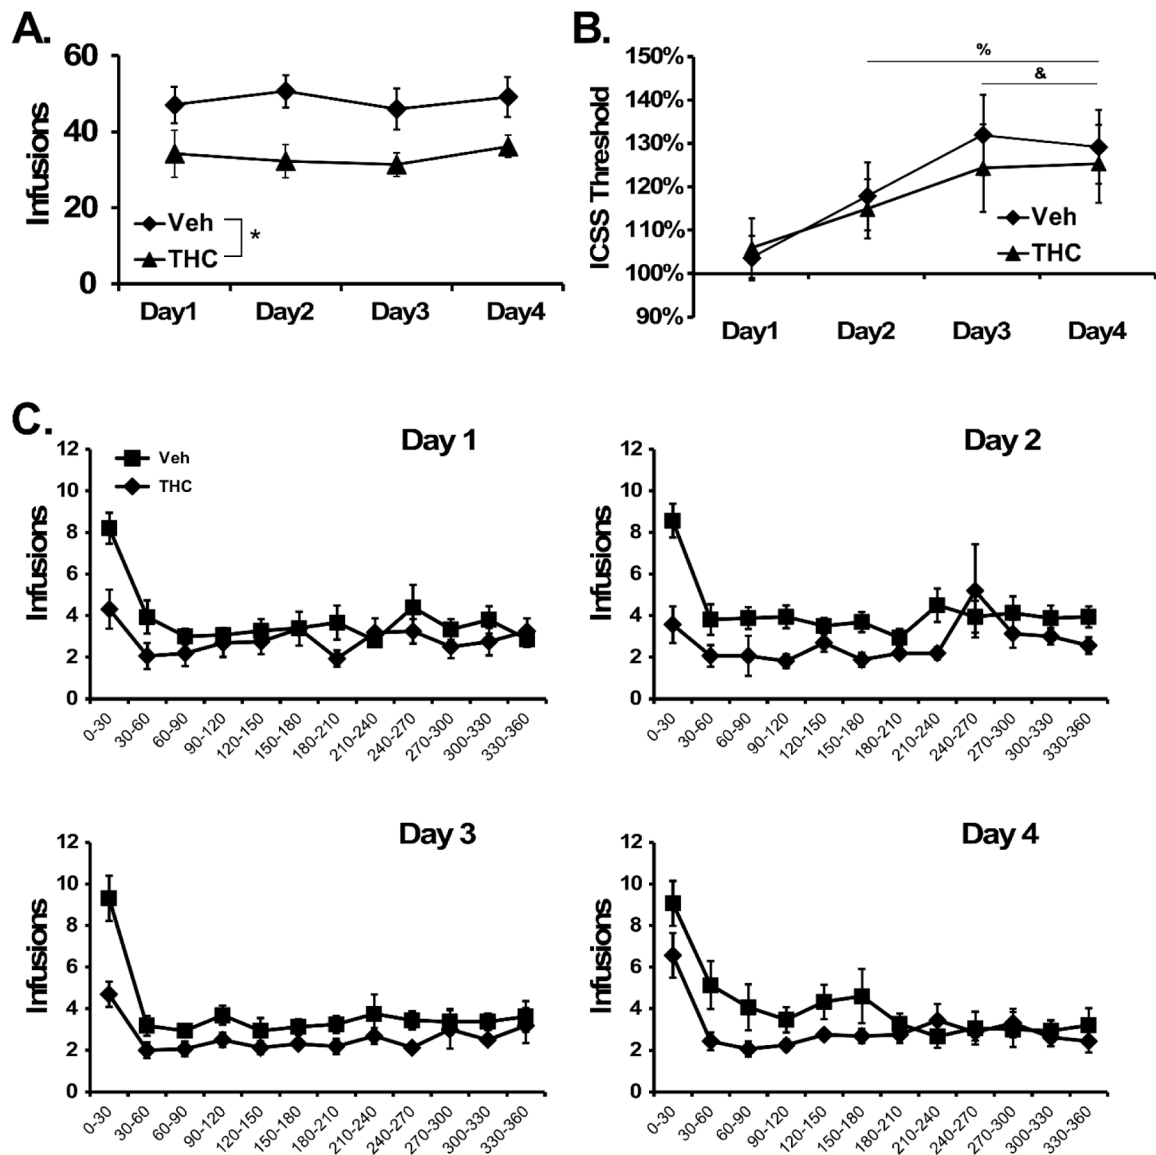 A.
60
40
20
0
Infusions
Veh
THC
*
Day1 Day2 Day3 Day4
B.
150%
140%
130%
120%
110%
100%
90%
ICSS Threshold
%
&
Veh
THC
Day1 Day2 Day3 Day4
C.
Day 1
12
10
8
6
4
2
0
Infusions
Veh
THC
0-30 30-60 60-90 90-120 120-150 150-180 180-210 210-240 240-270 270-300 300-330 330-360
Day 2
12
10
8
6
4
2
0
Infusions
0-30 30-60 60-90 90-120 120-150 150-180 180-210 210-240 240-270 270-300 300-330 330-360
Day 3
12
10
8
6
4
2
0
Infusions
0-30 30-60 60-90 90-120 120-150 150-180 180-210 210-240 240-270 270-300 300-330 330-360
Day 4
12
10
8
6
4
2
0
Infusions
0-30 30-60 60-90 90-120 120-150 150-180 180-210 210-240 240-270 270-300 300-330 330-360